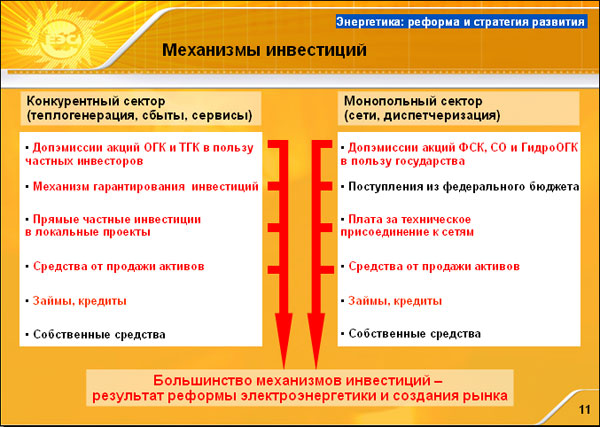 Энергетика: реформа и стратегия развития
Механизмы инвестиций
Конкурентный сектор
(теплогенерация, сбыты, сервисы)
• Допэмиссии акций ОГК и ТГК в пользу
частных инвесторов
• Механизм гарантирования инвестиций
• Прямые частные инвестиции
в локальные проекты
• Средства от продажи активов
• Займы, кредиты
• Собственные средства
Монопольный сектор
(сети, диспетчеризация)
• Допэмиссии акций ФСК, СО и ГидроОГК
в пользу государства
• Поступления из федерального бюджета
• Плата за техническое
присоединение к сетям
• Средства от продажи активов
• Займы, кредиты
• Собственные средства
Большинство механизмов инвестиций –
результат реформы электроэнергетики и создания рынка
11